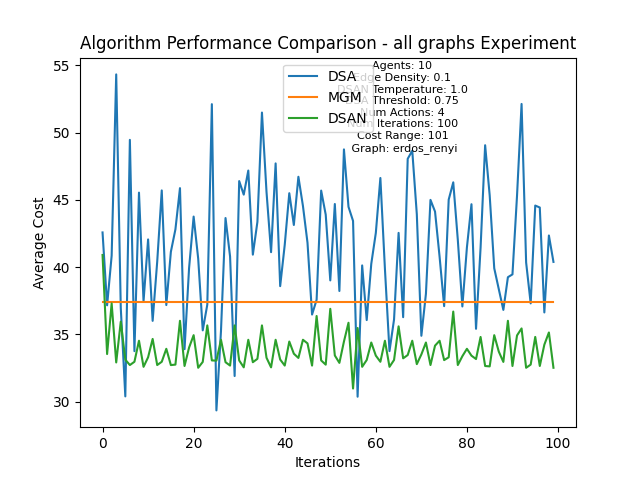 Algorithm Performance Comparison - all graphs Experiment
55
50
45
40
35
30
Average Cost
0
20
40
60
80
100
Iterations
DSA
MGM
DSAN
Agents: 10
Edge Density: 0.1
DSAN Temperature: 1.0
DSA Threshold: 0.75
Num Actions: 4
Num Iterations: 100
Cost Range: 101
Graph: erdos_renyi